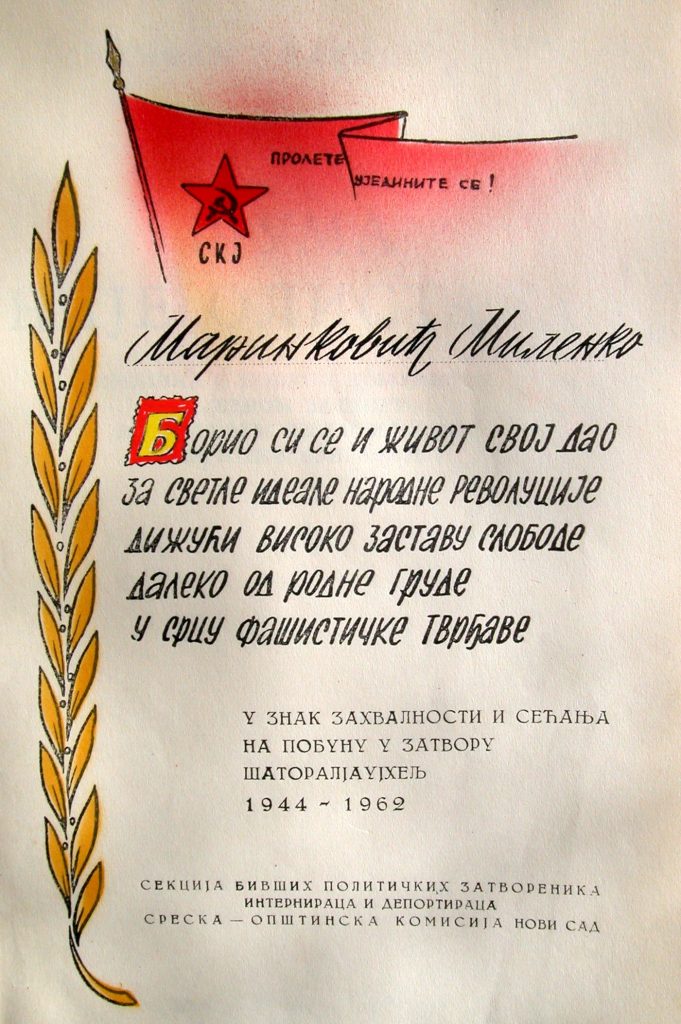 ПРОЛЕТЕ
УЈЕДИНИТЕ СЕ!
СКЈ
Маринковић Миленко
Борио си се и живот свој дао
за светле идеале народне револуције
дижући високо заставу слободе
далеко од родне груде
у срцу фашистичке тврђаве
У ЗНАК ЗАХВАЛНОСТИ И СЕЋАЊА
НА ПОБУНУ У ЗАТВОРУ
ШАТОРАЛЈАУЈХЕЉ
1944 ~ 1962
СЕКЦИЈА БИВШИХ ПОЛИТИЧКИХ ЗАТВОРЕНИКА
ИНТЕРНИРАЦА И ДЕПОРТИРАЦА
СРЕСКА — ОПШТИНСКА КОМИСИЈА НОВИ САД